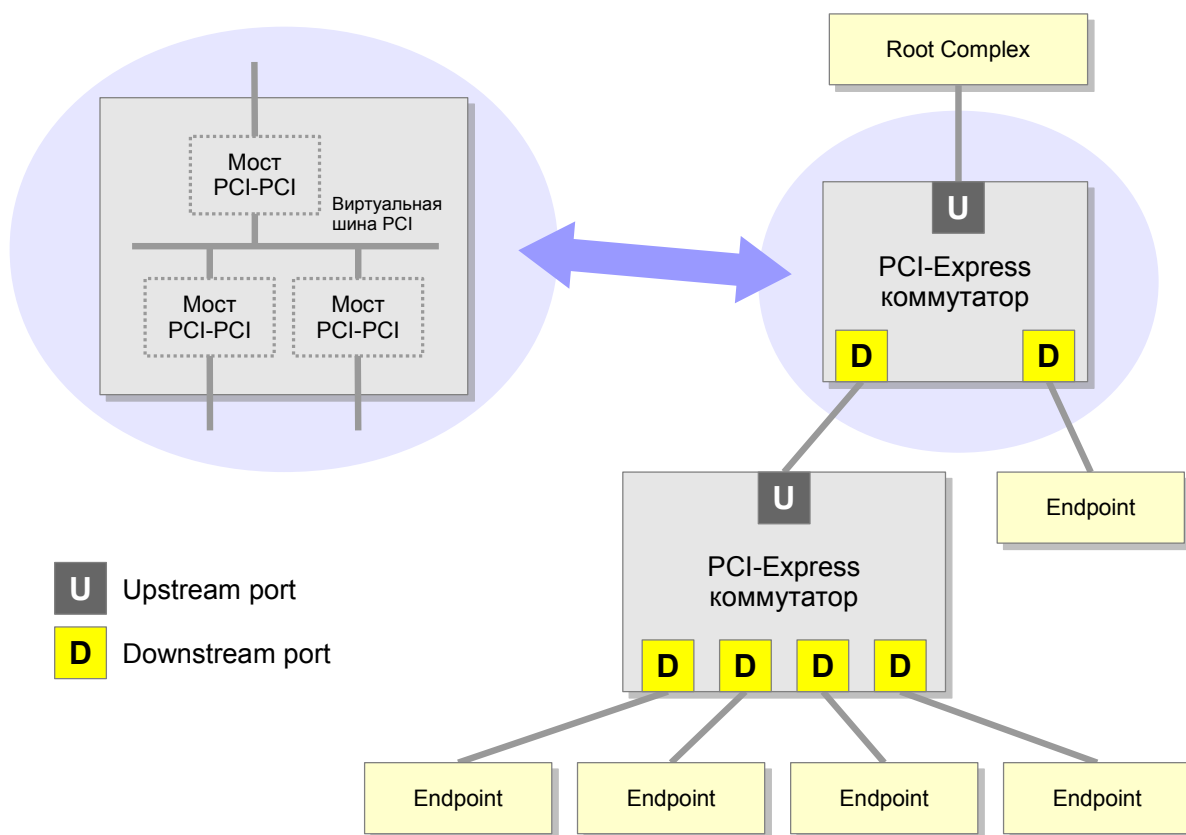 Root Complex
Мост
PCI-PCI
Виртуальная
шина PCI
Мост
PCI-PCI
Мост
PCI-PCI
U
PCI-Express
коммутатор
D
D
U
PCI-Express
коммутатор
D
D
D
D
Endpoint
U
Upstream port
D
Downstream port
Endpoint
Endpoint
Endpoint
Endpoint